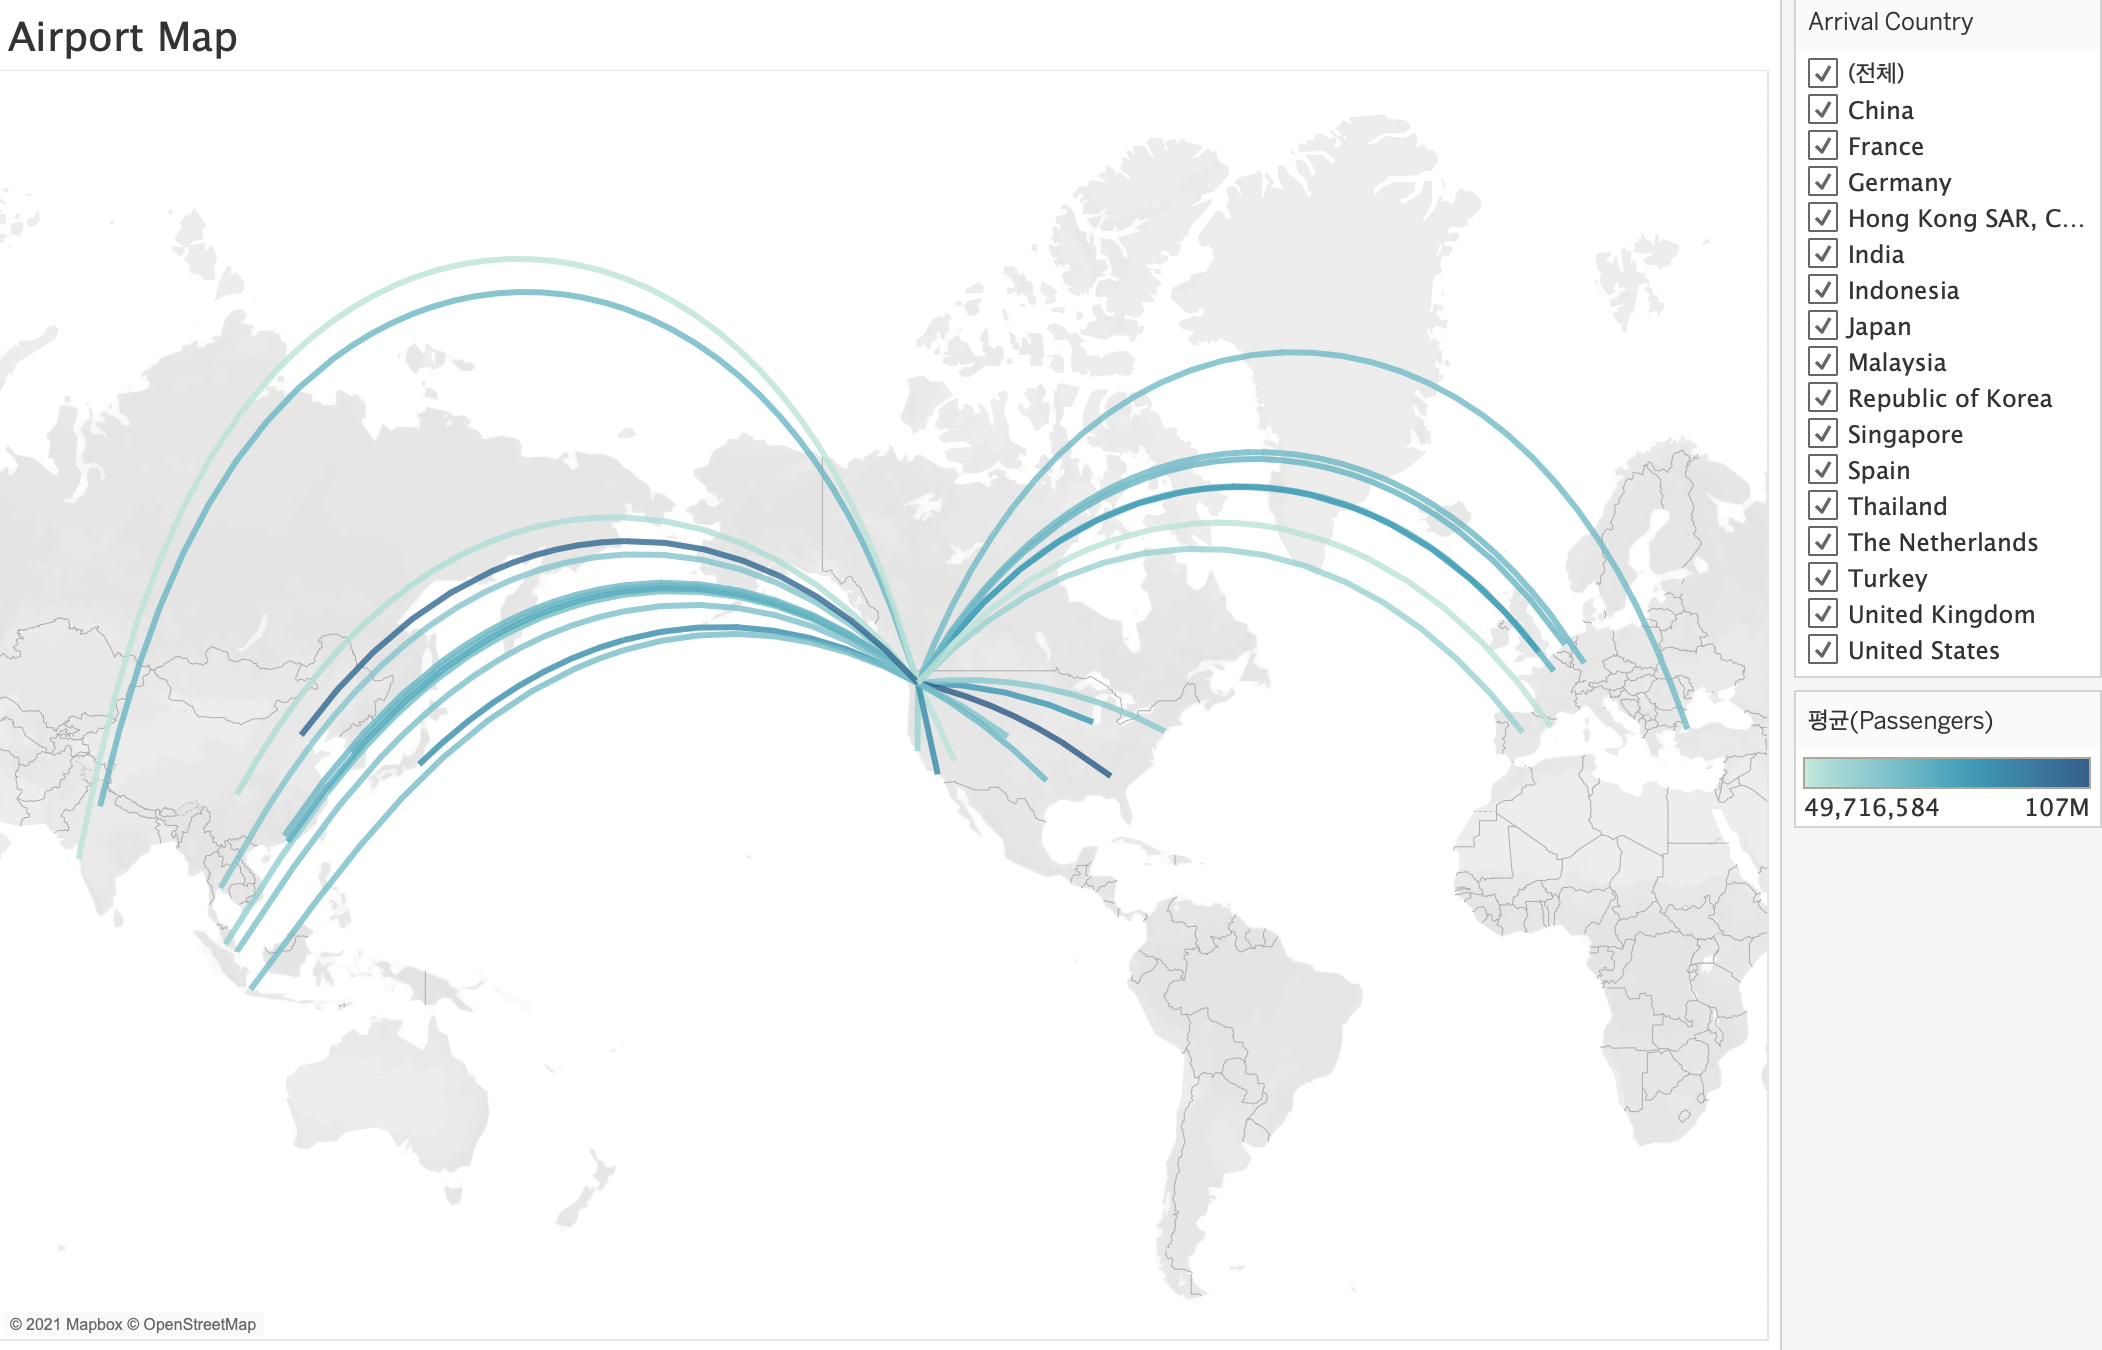 Airport Map
Arrival Country
(전체)
China
France
Germany
Hong Kong SAR, C...
India
Indonesia
Japan
Malaysia
Republic of Korea
Singapore
Spain
Thailand
The Netherlands
Turkey
United Kingdom
United States
평균(Passengers)
49,716,584 107M
© 2021 Mapbox © OpenStreetMap